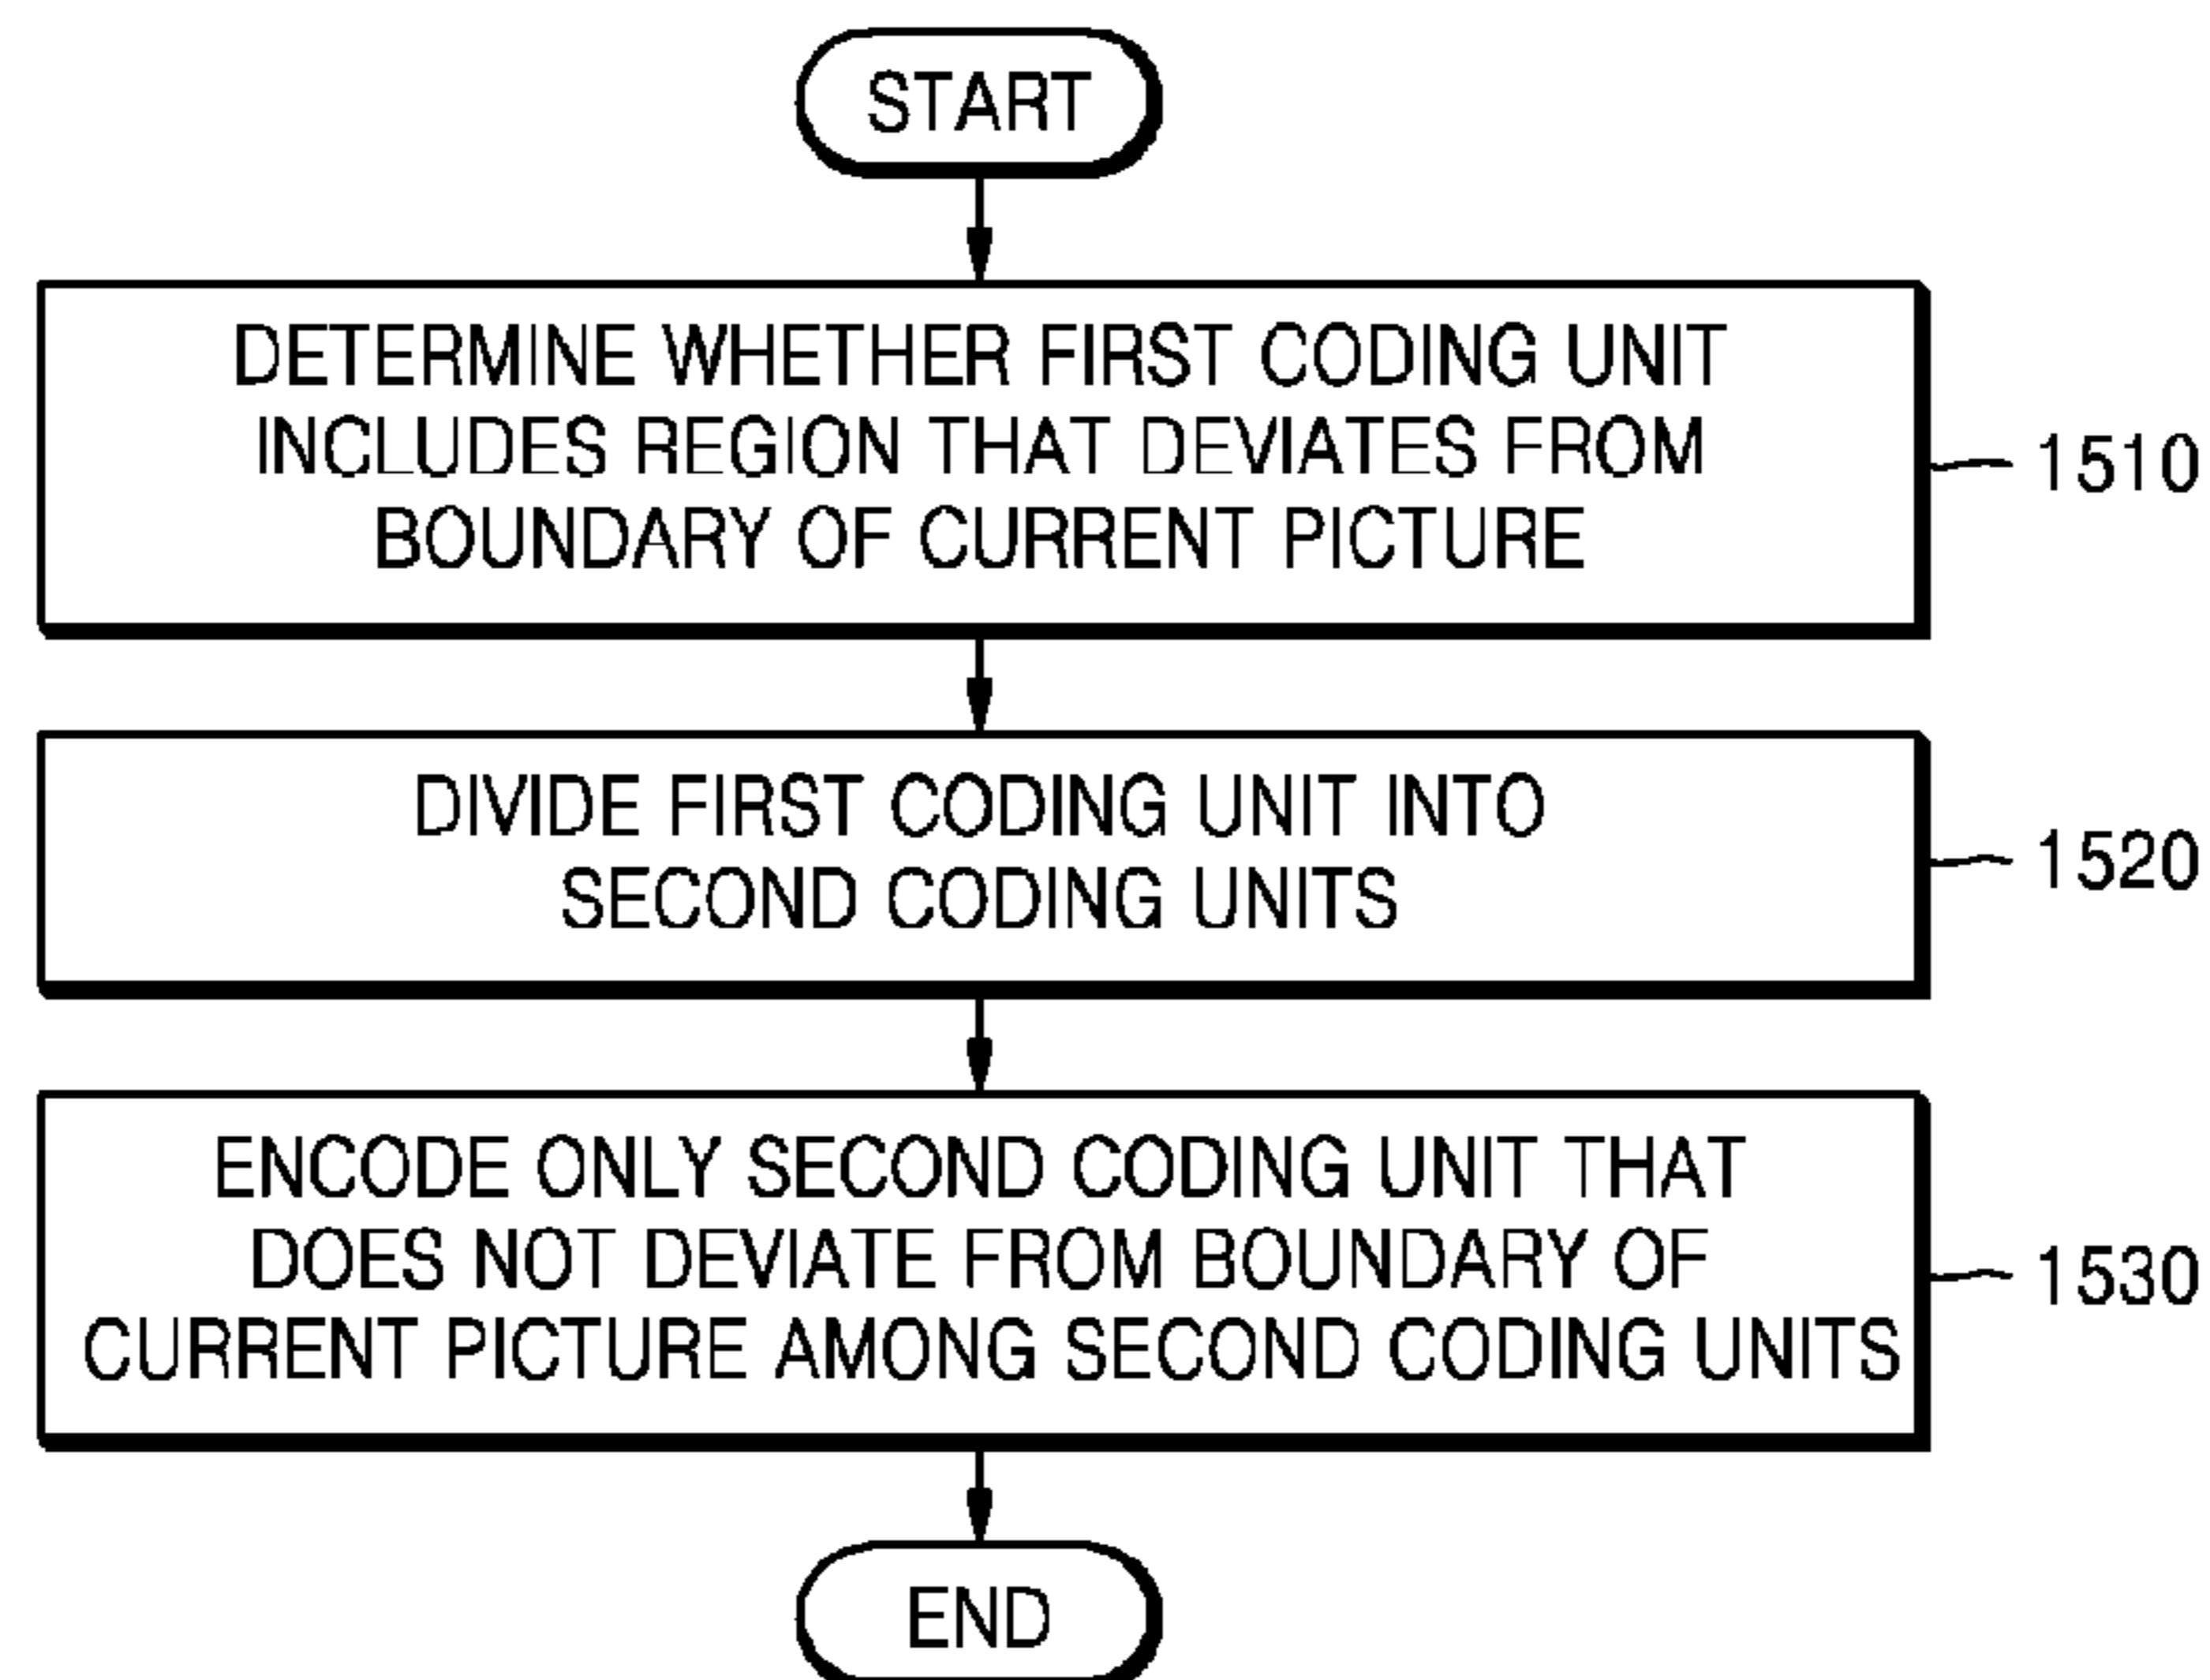 START
DETERMINE WHETHER FIRST CODING UNIT
INCLUDES REGION THAT DEVIATES FROM
BOUNDARY OF CURRENT PICTURE
1510
DIVIDE FIRST CODING UNIT INTO
SECOND CODING UNITS
1520
ENCODE ONLY SECOND CODING UNIT THAT
DOES NOT DEVIATE FROM BOUNDARY OF
CURRENT PICTURE AMONG SECOND CODING UNITS
1530
END